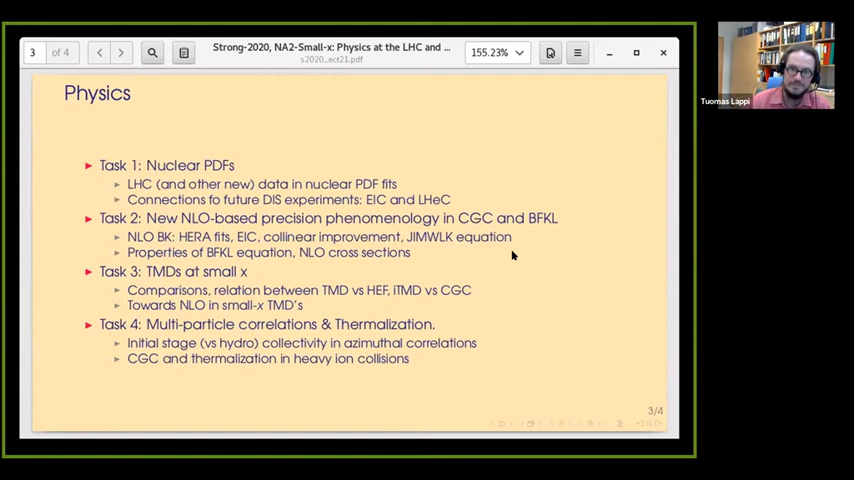 3 of 4
Strong-2020, NA2-Small-x: Physics at the LHC and ...
s2020_ect21.pdf
155.23%
Physics
Task 1: Nuclear PDFs
LHC (and other new) data in nuclear PDF fits
Connections fo future DIS experiments: EIC and LHeC
Task 2: New NLO-based precision phenomenology in CGC and BFKL
NLO BK: HERA fits, EIC, collinear improvement, JIMWLK equation
Properties of BFKL equation, NLO cross sections
Task 3: TMDs at small x
Comparisons, relation between TMD vs HEF, iTMD vs CGC
Towards NLO in small-x TMD's
Task 4: Multi-particle correlations & Thermalization.
Initial stage (vs hydro) collectivity in azimuthal correlations
CGC and thermalization in heavy ion collisions
3/4
Tuomas Lappi